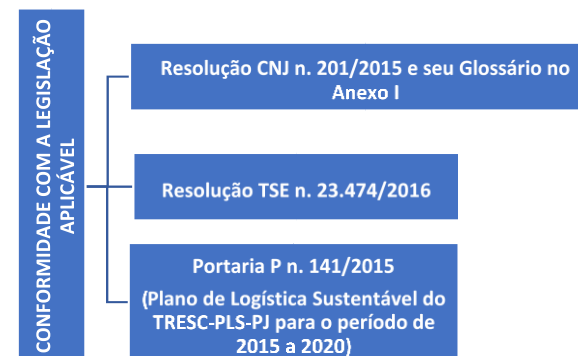 CONFORMIDADE COM A LEGISLAÇÃO
APLICÁVEL
Resolução CNJ n. 201/2015 e seu Glossário no
Anexo I
Resolução TSE n. 23.474/2016
Portaria P n. 141/2015
(Plano de Logística Sustentável do
TRESC-PLS-PJ para o período de
2015 a 2020)